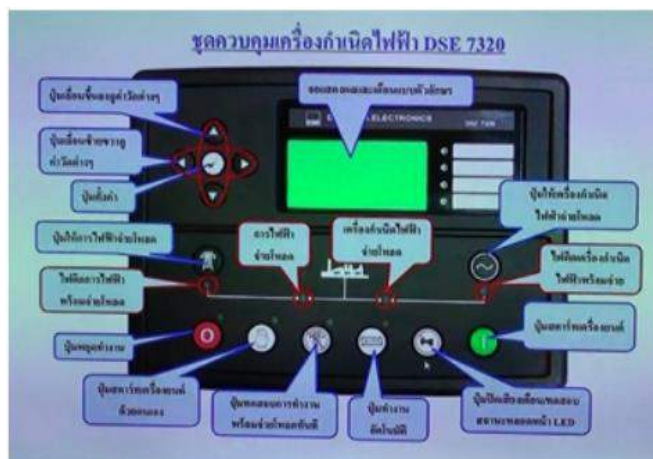 ชุดควบคุมเครื่องกำเนิดไฟฟ้า DSE 7320
ปุ่มเลื่อนขึ้นลงดูค่าวัดต่างๆ
จอแสดงผลและเตือนแบบตัวอักษร
ELECTRONICS
ปุ่มเลื่อนซ้ายขวาดู
ค่าวัดต่างๆ
ปุ่มตั้งค่า
ปุ่มให้เครื่องกำเนิด
ไฟฟ้าจ่ายโหลด
ปุ่มให้การไฟฟ้าจ่ายโหลด
การไฟฟ้า
จ่ายโหลด
เครื่องกำเนิดไฟฟ้า
จ่ายโหลด
ไฟติดการไฟฟ้า
พร้อมจ่ายโหลด
ไฟติดเครื่องกำเนิด
ไฟฟ้าพร้อมจ่าย
ปุ่มหยุดทำงาน
ปุ่มสตาร์ทเครื่องยนต์
ปุ่มสตาร์ทเครื่องยนต์
ด้วยตนเอง
ปุ่มทดสอบการทำงาน
พร้อมจ่ายโหลดทันที
ปุ่มทำงาน
อัตโนมัติ
ปุ่มปิดเสียงเตือน/ทดสอบ
สถานะหลอดหน้า LED